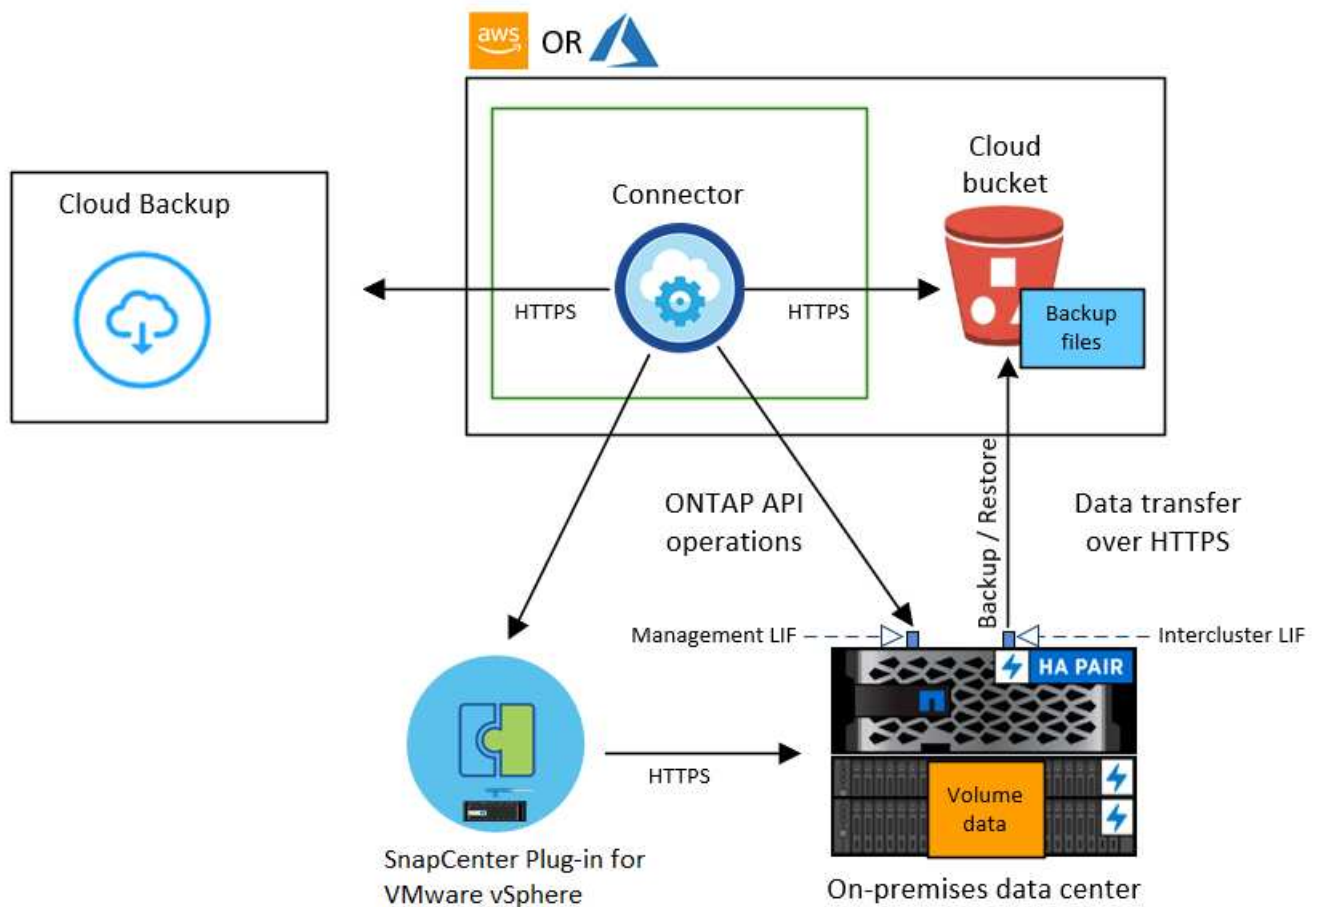 aws
OR
Cloud
bucket
Connector
Cloud Backup
HTTPS
HTTPS
Backup
files
ONTAP API
operations
Backup / Restore
Data transfer
over HTTPS
Management LIF
Intercluster LIF
HA PAIR
HTTPS
Volume
data
SnapCenter Plug-in for
VMware vSphere
On-premises data center